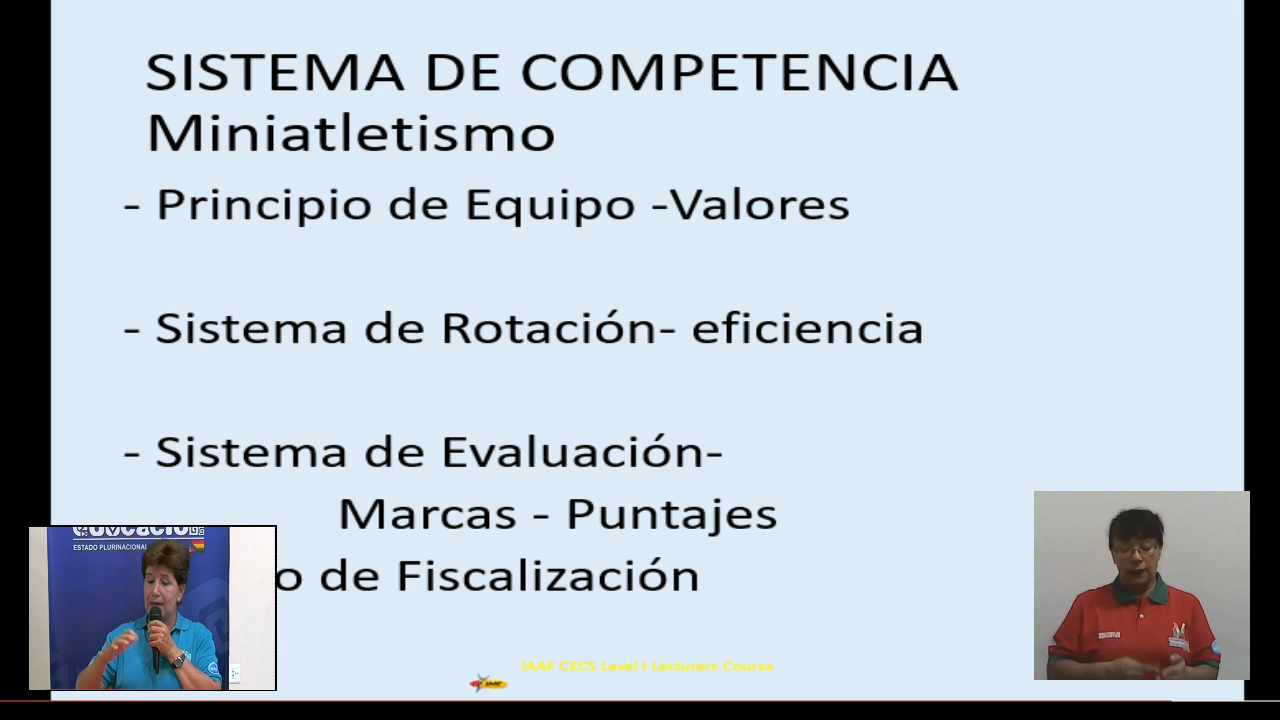 SISTEMA DE COMPETENCIA
Miniatletismo
- Principio de Equipo -Valores
- Sistema de Rotación- eficiencia
- Sistema de Evaluación-
Marcas - Puntajes
o de Fiscalización
educación
ESTADO PLURINACIONAL
IAAF CECS Level I Lecturers Course